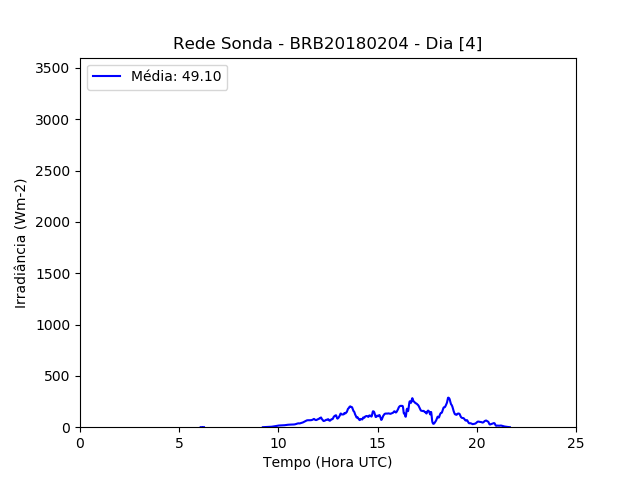 Rede Sonda - BRB20180204 - Dia [4]
Média: 49.10
3500
3000
2500
2000
1500
1000
500
0
Irradiância (Wm-2)
0 5 10 15 20 25
Tempo (Hora UTC)